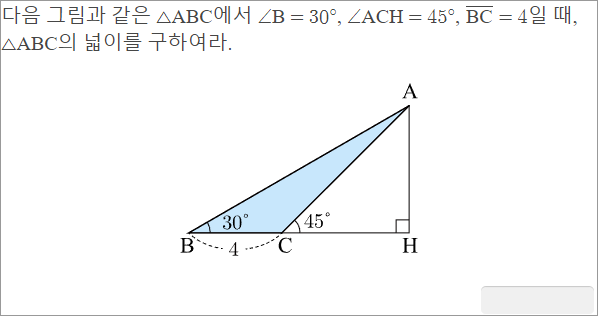 다음 그림과 같은 △ABC에서 ∠B = 30°, ∠ACH = 45°, B͞C͞ = 4일 때,
△ABC의 넓이를 구하여라.
A
30°
45°
B
4
C
H